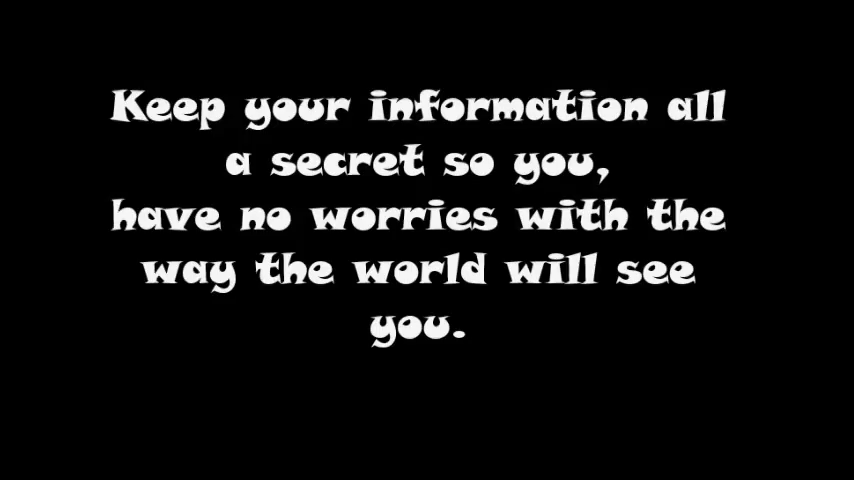 Keep your information all
a secret so you,
have no worries with the
way the world will see
you.